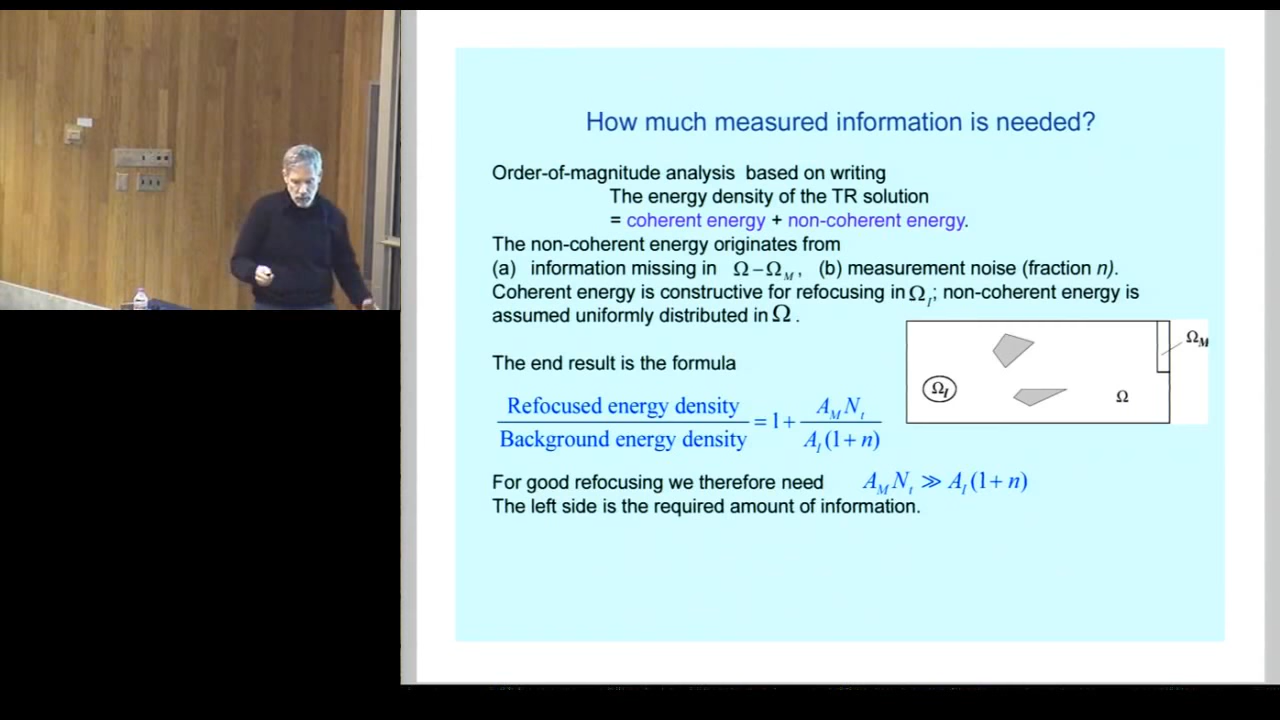 How much measured information is needed?
Order-of-magnitude analysis based on writing
The energy density of the TR solution
= coherent energy + non-coherent energy.
The non-coherent energy originates from
(a) information missing in Ω−Ω_M, (b) measurement noise (fraction n).
Coherent energy is constructive for refocusing in Ω_I; non-coherent energy is
assumed uniformly distributed in Ω.
Ω_M
Ω_I
Ω
The end result is the formula
Refocused energy density / Background energy density = 1 + A_M N_t / A_I (1 + n)
For good refocusing we therefore need A_M N_t ≫ A_I (1 + n)
The left side is the required amount of information.